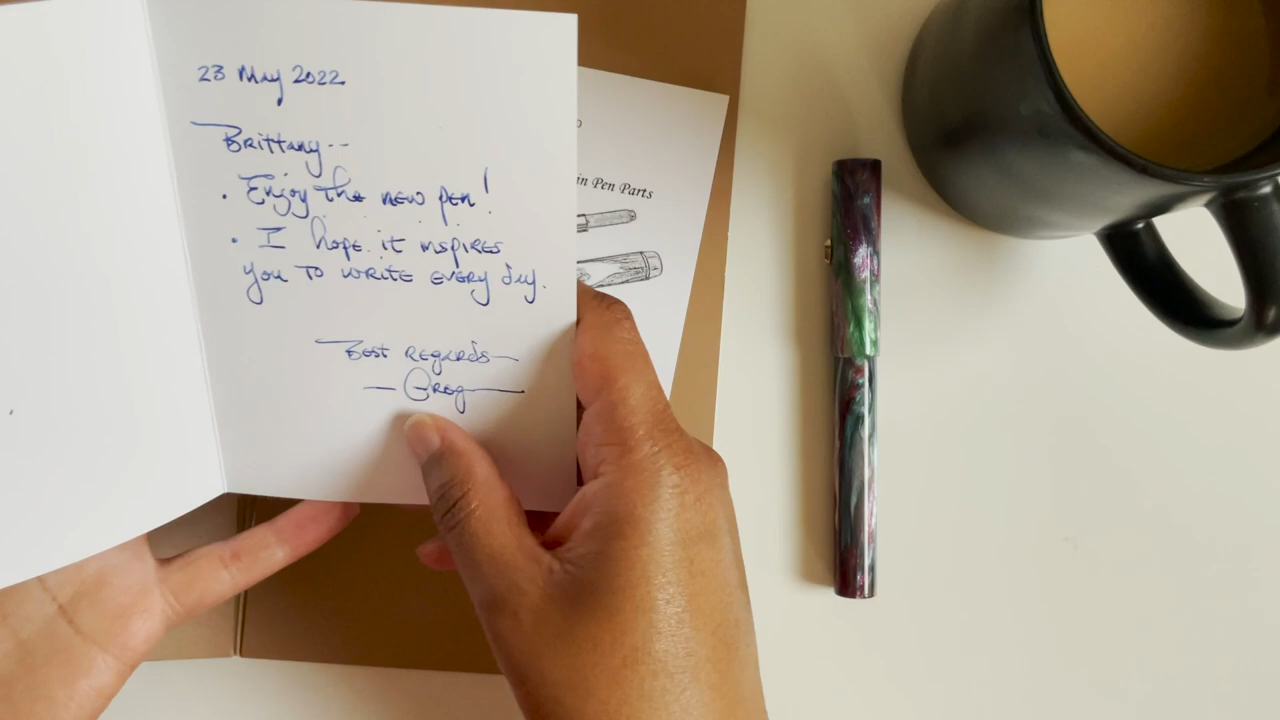 23 May 2022
Brittany--
. Enjoy the new pen!
. I hope it inspires
you to write every day.
Best regards—
— Greg —
in Pen Parts